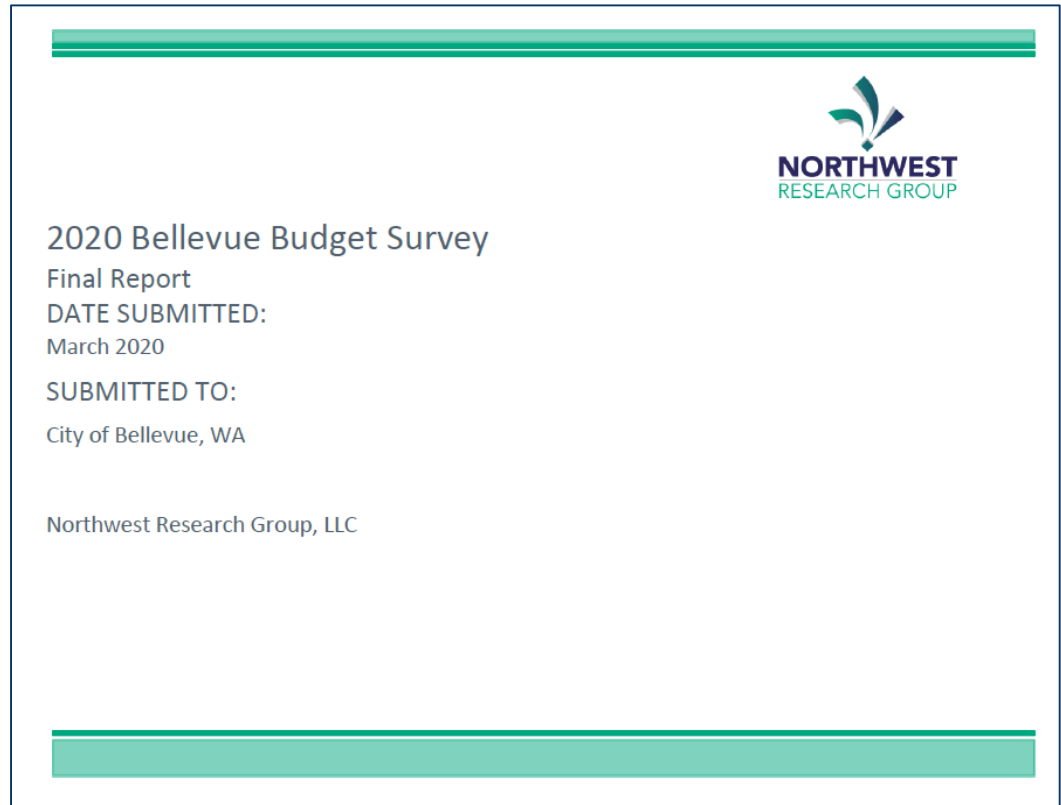 NORTHWEST
RESEARCH GROUP
2020 Bellevue Budget Survey
Final Report
DATE SUBMITTED:
March 2020
SUBMITTED TO:
City of Bellevue, WA
Northwest Research Group, LLC